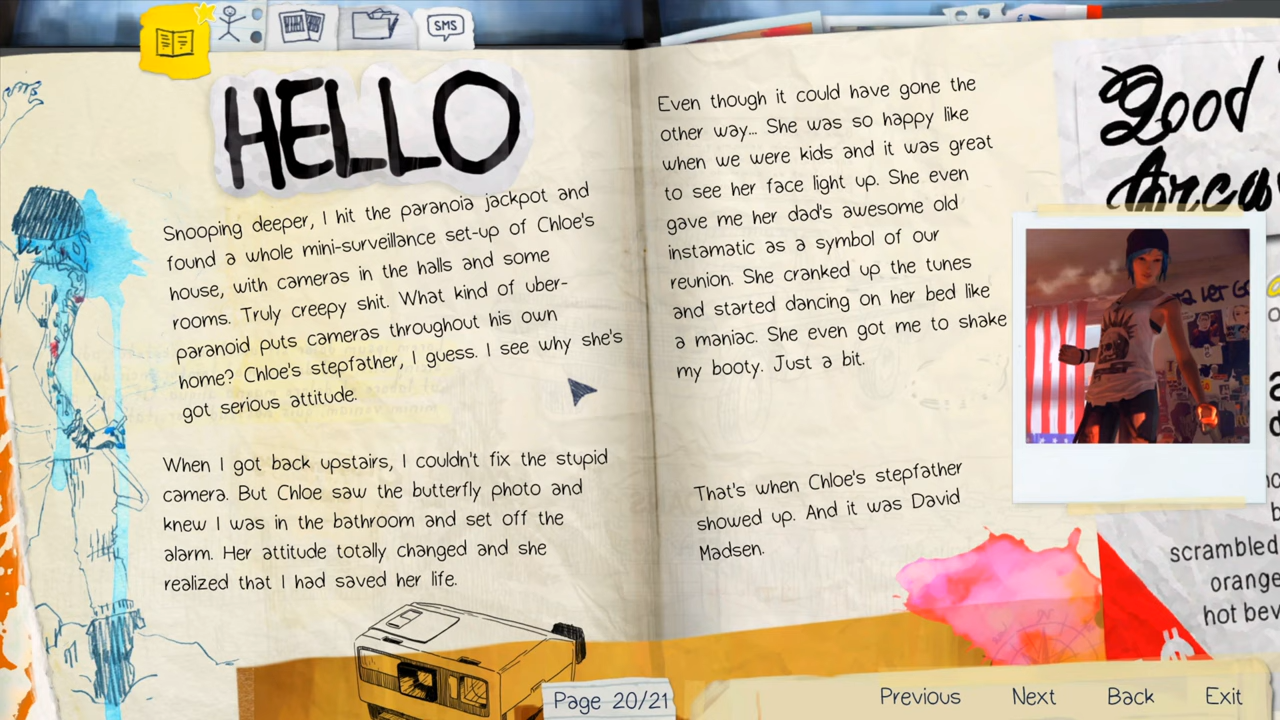 SMS
HELLO
Snooping deeper, I hit the paranoia jackpot and
found a whole mini-surveillance set-up of Chloe's
house, with cameras in the halls and some
rooms. Truly creepy shit. What kind of uber-
paranoid puts cameras throughout his own
home? Chloe's stepfather, I guess. I see why she's
got serious attitude.
When I got back upstairs, I couldn't fix the stupid
camera. But Chloe saw the butterfly photo and
knew I was in the bathroom and set off the
alarm. Her attitude totally changed and she
realized that I had saved her life.
Even though it could have gone the
other way... She was so happy like
when we were kids and it was great
to see her face light up. She even
gave me her dad's awesome old
instamatic as a symbol of our
reunion. She cranked up the tunes
and started dancing on her bed like
a maniac. She even got me to shake
my booty. Just a bit.
That's when Chloe's stepfather
showed up. And it was David
Madsen.
Good
scrambled
orange
hot bev
Page 20/21
Previous Next Back Exit